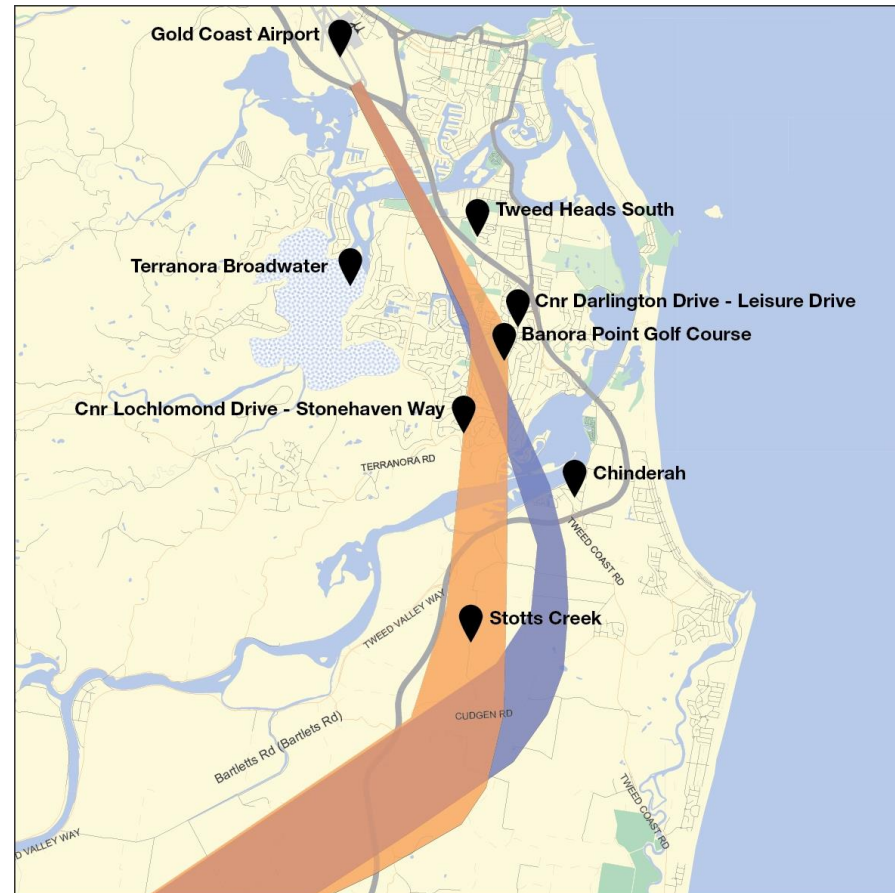 Gold Coast Airport
Tweed Heads South
Terranora Broadwater
Cnr Darlington Drive - Leisure Drive
Banora Point Golf Course
Cnr Lochlomond Drive - Stonehaven Way
TERRANORA RD
Chinderah
TWEED COAST RD
TWEED VALLEY WAY
Stotts Creek
CUDGEN RD
Bartletts Rd (Bartlets Rd)
TWEED COAST RD
D VALLEY WAY